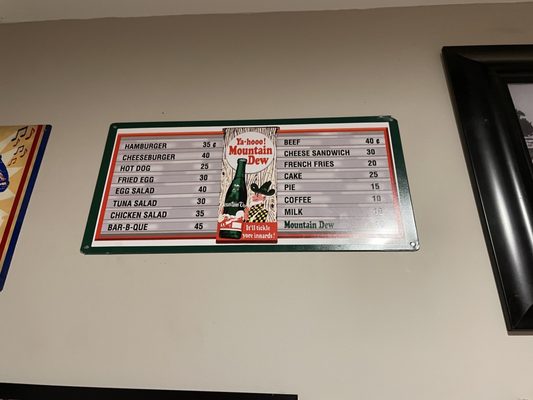 HAMBURGER 35 ¢
CHEESEBURGER 40
HOT DOG 25
FRIED EGG 30
EGG SALAD 40
TUNA SALAD 30
CHICKEN SALAD 35
BAR-B-QUE 45
Ya-hooo!
Mountain
Dew
It'll tickle
yore innards!
BEEF 40 ¢
CHEESE SANDWICH 30
FRENCH FRIES 20
CAKE 25
PIE 15
COFFEE 10
MILK 10
Mountain Dew